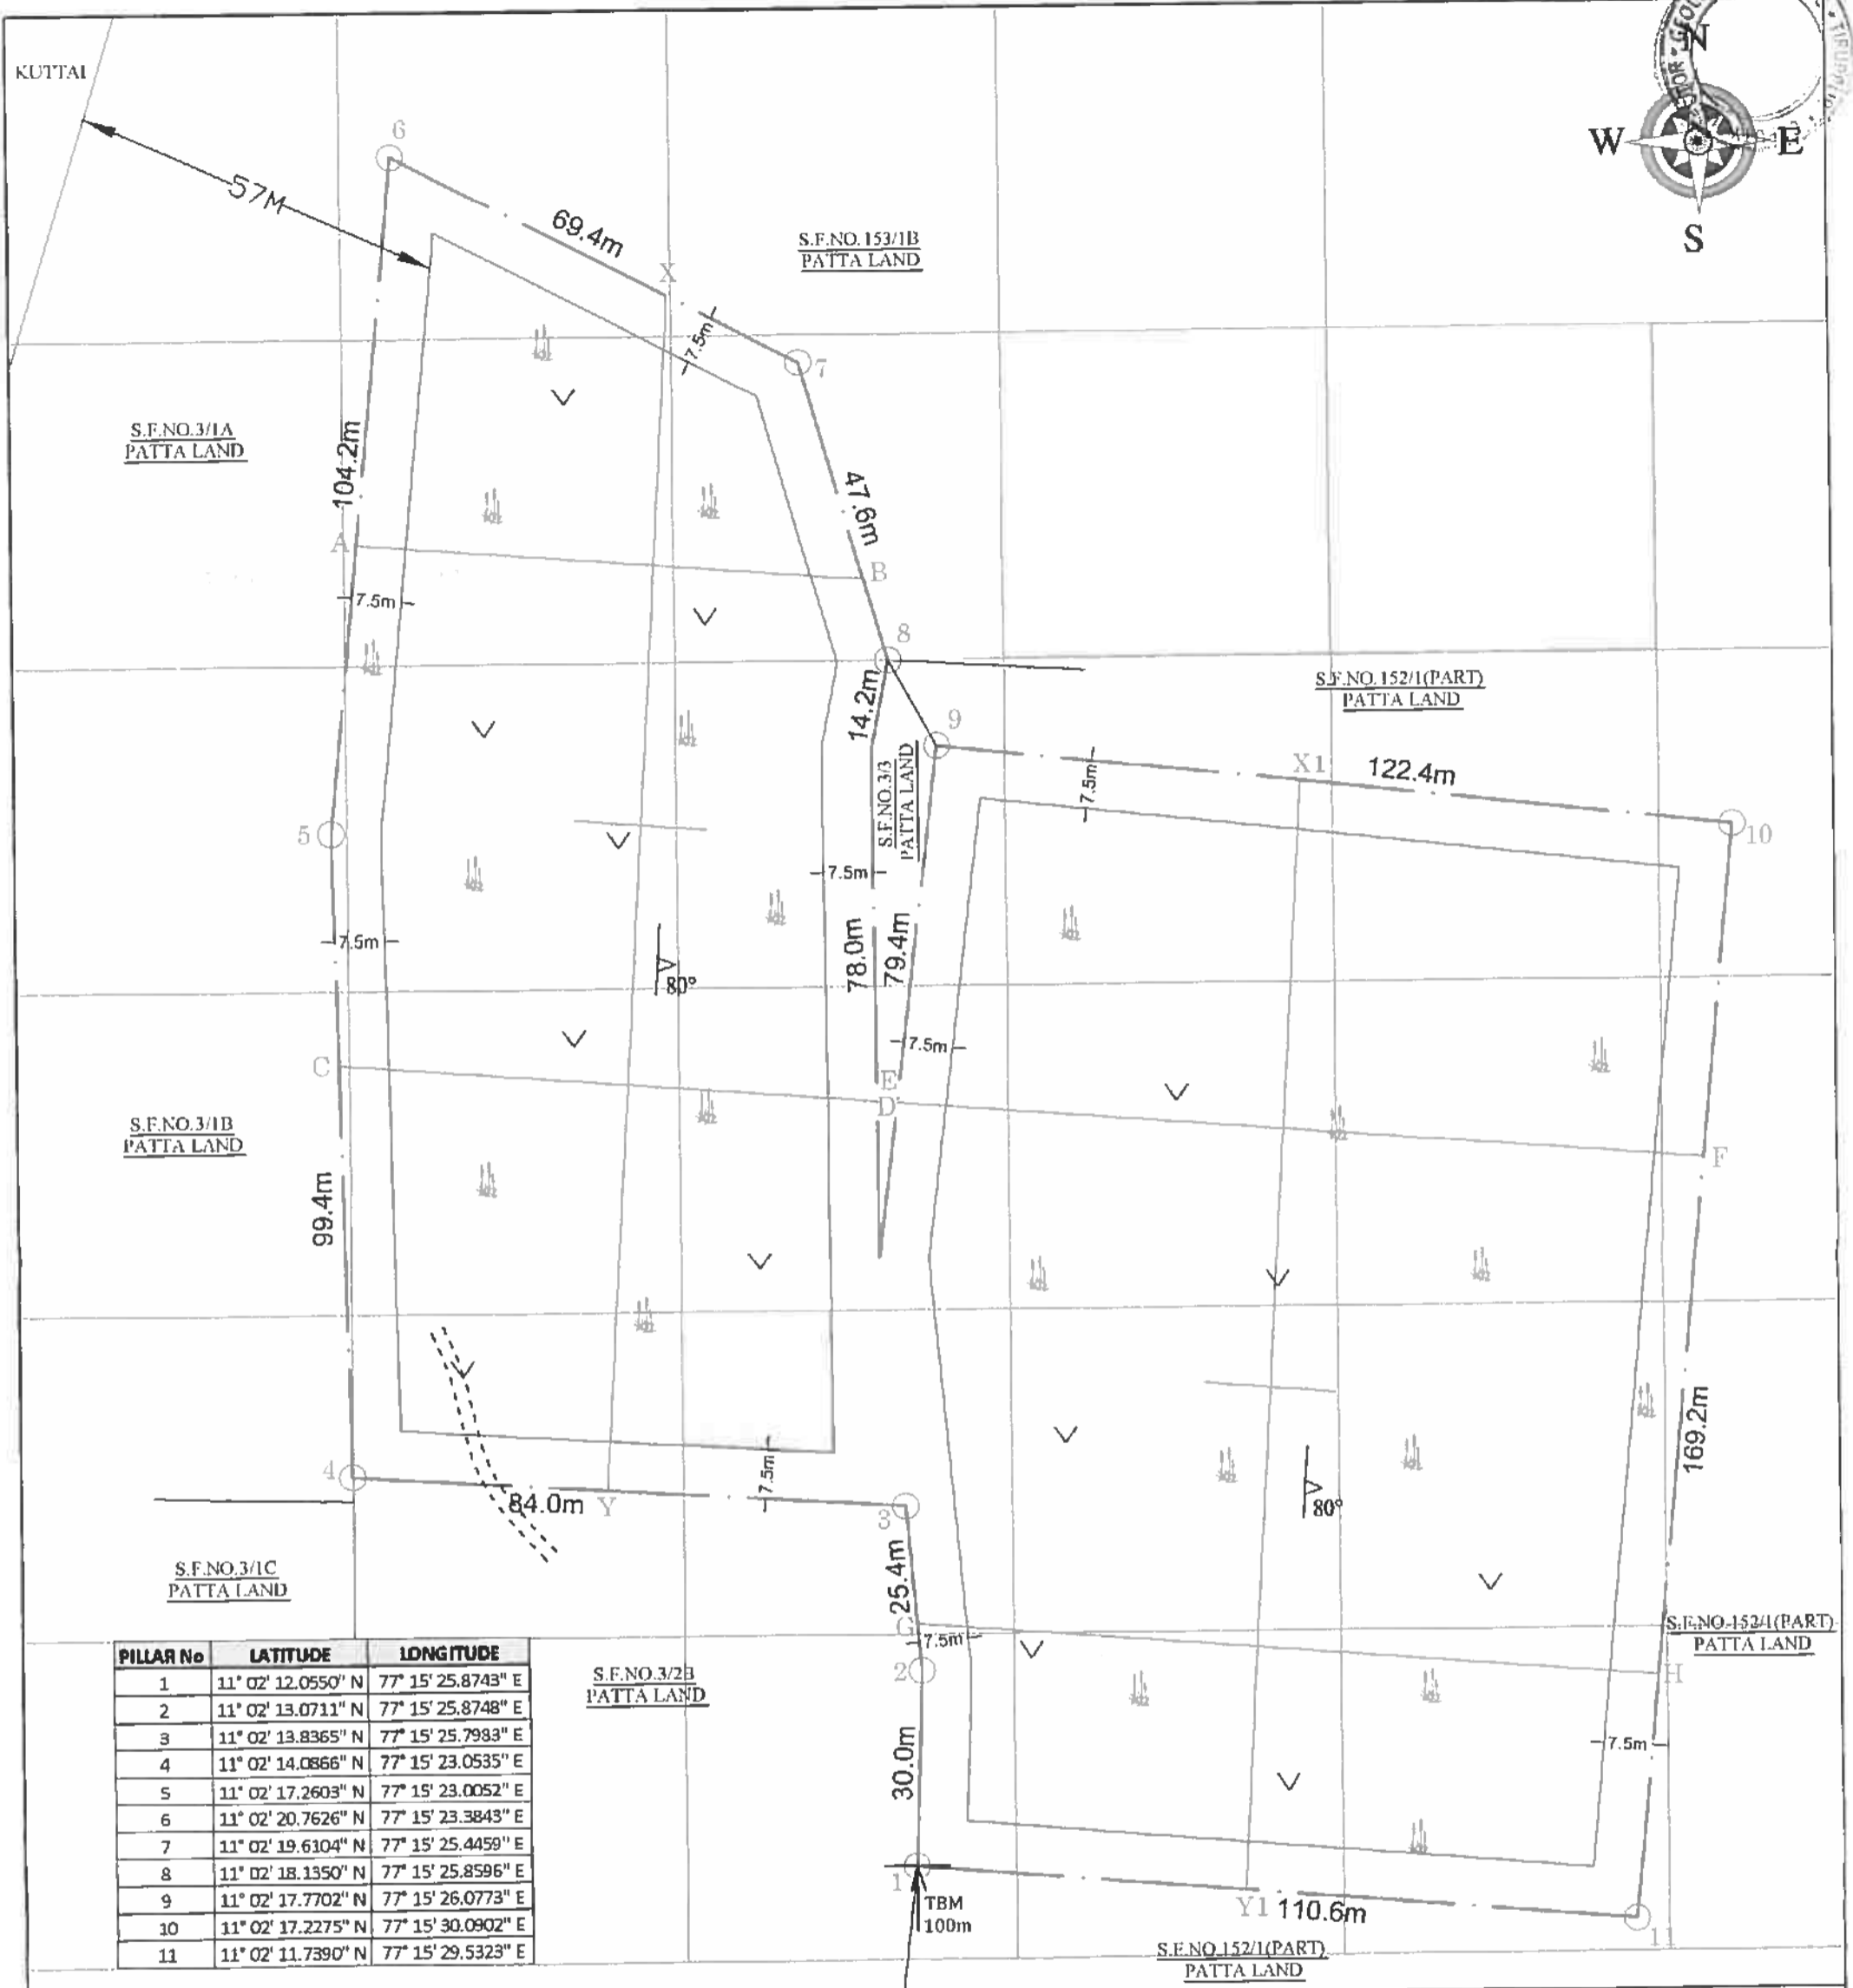 KUTTAI
N
W
E
S
6
57M
69.4m
S.F.NO.153/1B
PATTA LAND
X
7.5m
7
S.F.NO.3/1A
PATTA LAND
104.2m
47.6m
A
B
7.5m
8
S.F.NO.152/1(PART)
PATTA LAND
14.2m
9
S.F.NO.3/3
PATTA LAND
7.5m
X1
122.4m
10
5
7.5m
7.5m
78.0m
79.4m
80°
7.5m
C
E
D
F
S.F.NO.3/1B
PATTA LAND
99.4m
169.2m
4
84.0m
Y
7.5m
3
80°
25.4m
S.F.NO.3/1C
PATTA LAND
G
7.5m
2
H
S.F.NO.152/1(PART)
PATTA LAND
S.F.NO.3/2B
PATTA LAND
7.5m
30.0m
PILLAR No LATITUDE LONGITUDE
1 11° 02' 12.0550" N 77° 15' 25.8743" E
2 11° 02' 13.0711" N 77° 15' 25.8748" E
3 11° 02' 13.8365" N 77° 15' 25.7983" E
4 11° 02' 14.0866" N 77° 15' 23.0535" E
5 11° 02' 17.2603" N 77° 15' 23.0052" E
6 11° 02' 20.7626" N 77° 15' 23.3843" E
7 11° 02' 19.6104" N 77° 15' 25.4459" E
8 11° 02' 18.1350" N 77° 15' 25.8596" E
9 11° 02' 17.7702" N 77° 15' 26.0773" E
10 11° 02' 17.2275" N 77° 15' 30.0902" E
11 11° 02' 11.7390" N 77° 15' 29.5323" E
1
TBM
100m
Y1
110.6m
11
S.F.NO.152/1(PART)
PATTA LAND